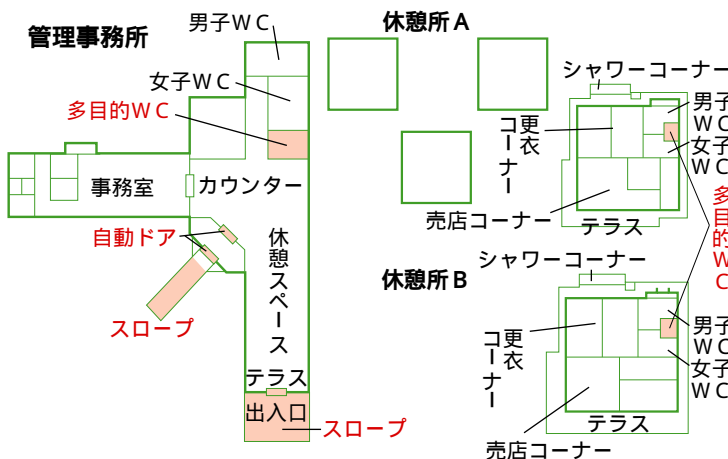 管理事務所
男子ＷＣ
女子ＷＣ
多目的ＷＣ
事務室
カウンター
自動ドア
スロープ
休憩スペース
テラス
出入口
スロープ
休憩所Ａ
シャワーコーナー
男子ＷＣ
女子ＷＣ
更衣
コーナー
売店コーナー
テラス
多目的ＷＣ
休憩所Ｂ
シャワーコーナー
男子ＷＣ
女子ＷＣ
更衣
コーナー
テラス
売店コーナー